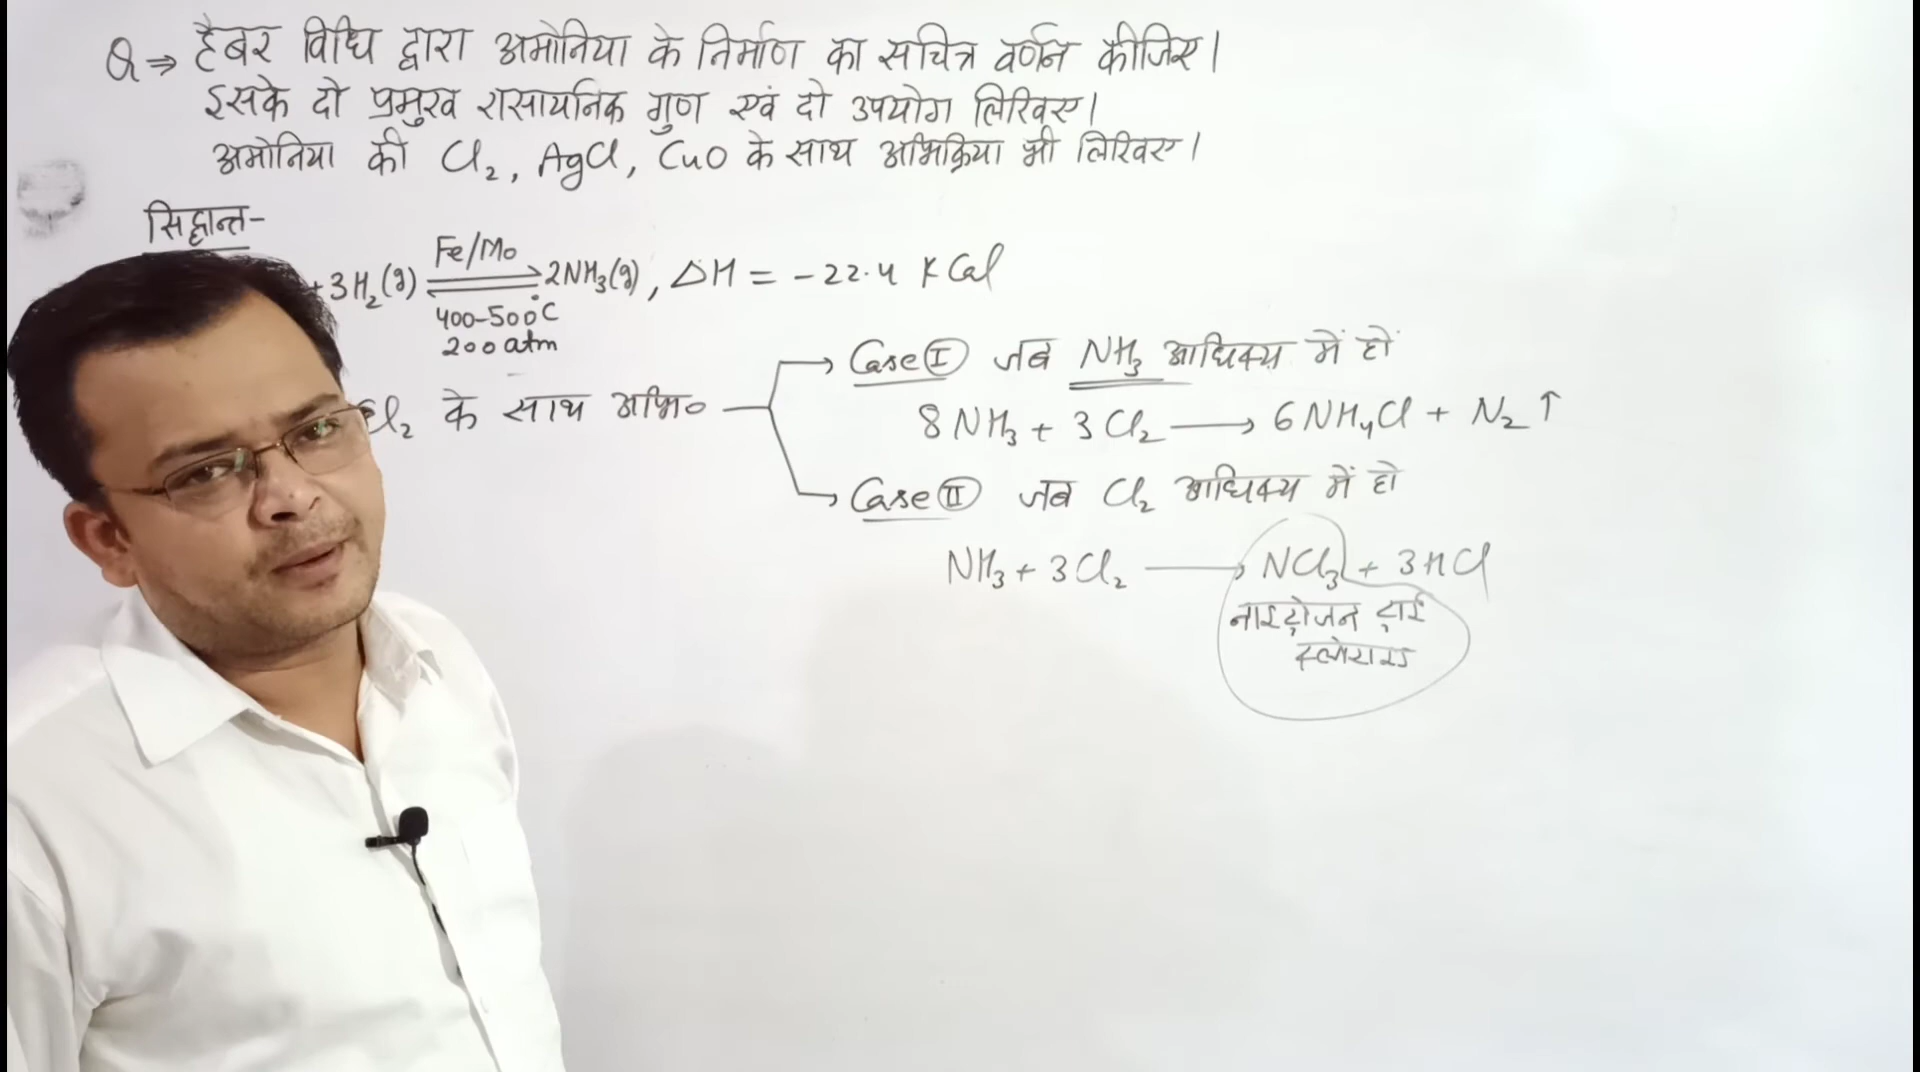 Q ⇒ हैबर विधि द्वारा अमोनिया के निर्माण का सचित्र वर्णन कीजिए।
इसके दो प्रमुख रासायनिक गुण एवं दो उपयोग लिखिए।
अमोनिया की Cl₂, AgCl, CuO के साथ अभिक्रिया भी लिखिए।
सिद्धान्त-
+3H₂(g) ⇌ 2NH₃(g), ΔH = -22.4 KCal
Fe/Mo
400-500°C
200 atm
Cl₂ के साथ अभि०
→ Case I जब NH₃ आधिक्य में हो
8NH₃ + 3Cl₂ → 6NH₄Cl + N₂↑
→ Case II जब Cl₂ आधिक्य में हो
NH₃ + 3Cl₂ → NCl₃ + 3HCl
नाइट्रोजन ट्राई
क्लोराइड